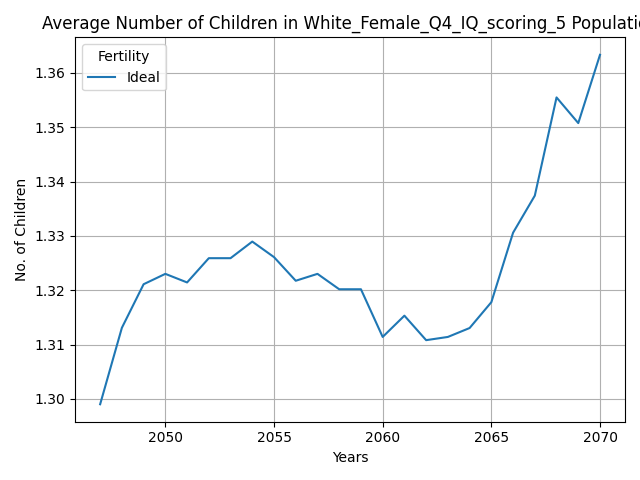 Average Number of Children in White_Female_Q4_IQ_scoring_5 Populatio
Fertility
Ideal
No. of Children
1.36
1.35
1.34
1.33
1.32
1.31
1.30
2050 2055 2060 2065 2070
Years